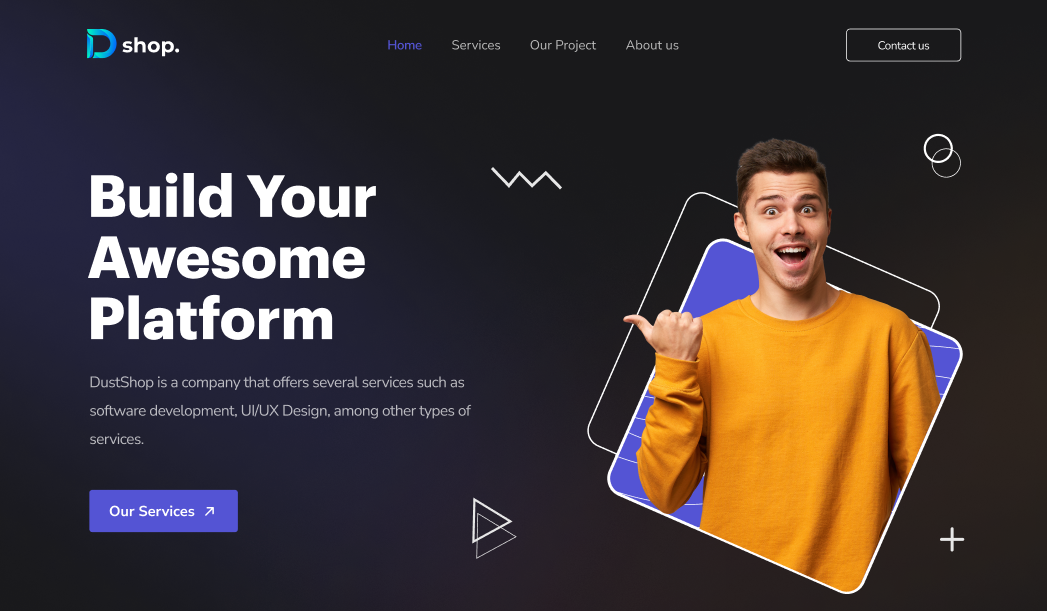 D shop.
Home Services Our Project About us
Contact us
Build Your
Awesome
Platform
DustShop is a company that offers several services such as
software development, UI/UX Design, among other types of
services.
Our Services